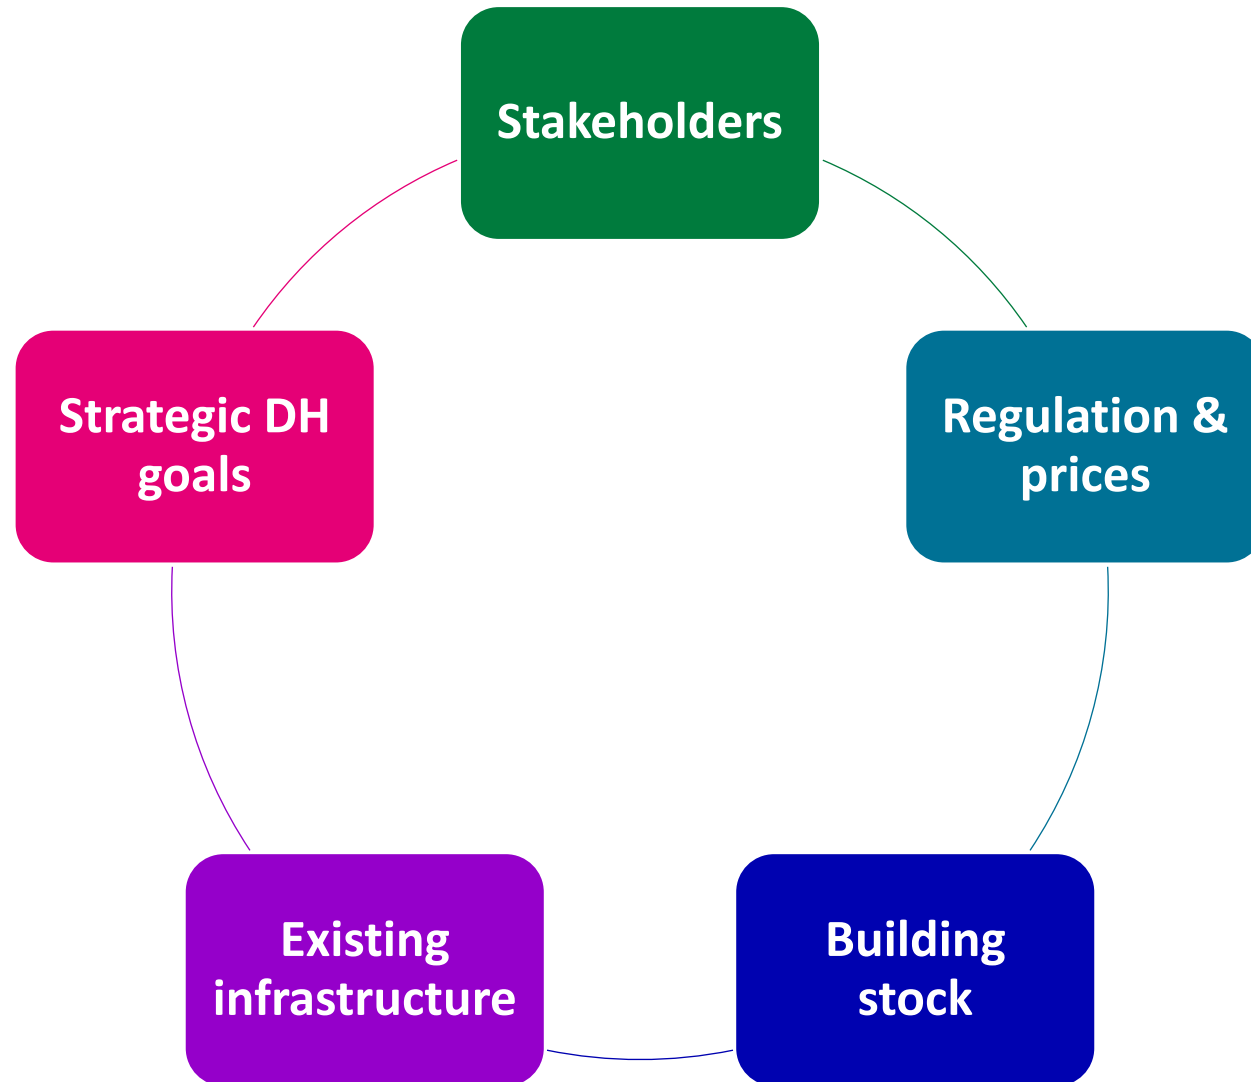 Stakeholders
Regulation &
prices
Building
stock
Existing
infrastructure
Strategic DH
goals